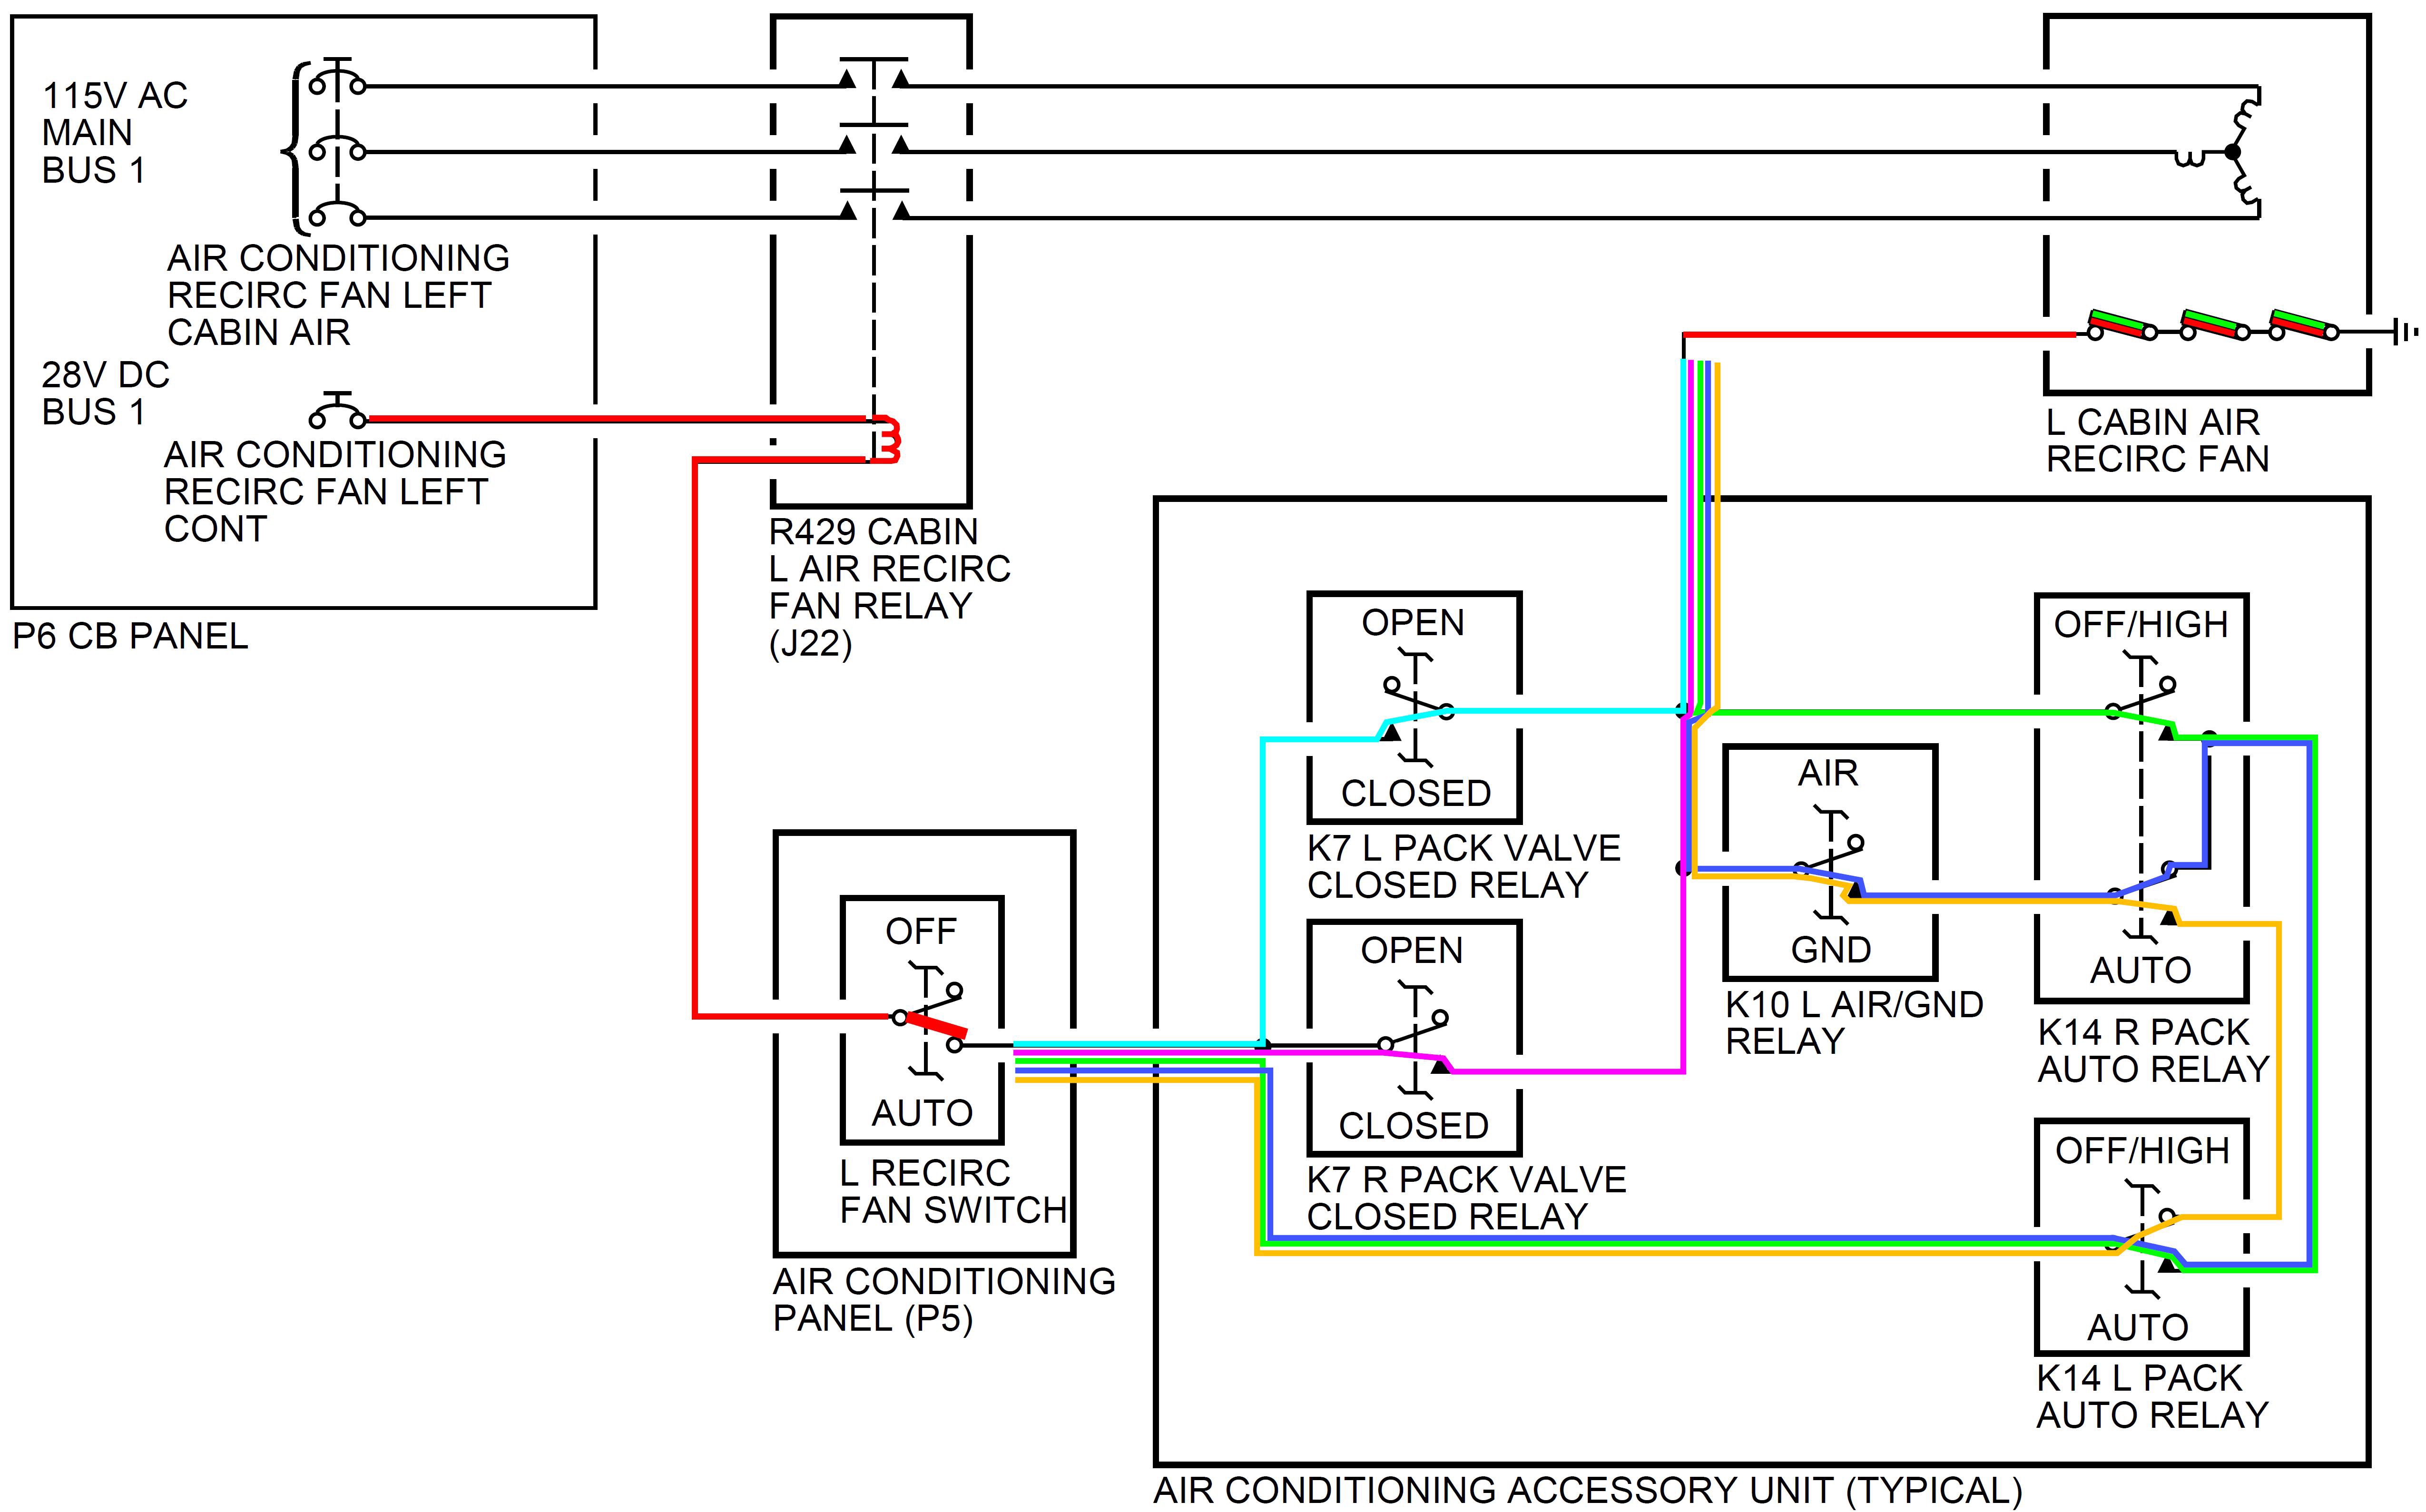 115V AC
MAIN
BUS 1
AIR CONDITIONING
RECIRC FAN LEFT
CABIN AIR
28V DC
BUS 1
AIR CONDITIONING
RECIRC FAN LEFT
CONT
P6 CB PANEL
R429 CABIN
L AIR RECIRC
FAN RELAY
(J22)
L CABIN AIR
RECIRC FAN
OPEN
CLOSED
K7 L PACK VALVE
CLOSED RELAY
OPEN
CLOSED
K7 R PACK VALVE
CLOSED RELAY
AIR
GND
K10 L AIR/GND
RELAY
OFF/HIGH
AUTO
K14 R PACK
AUTO RELAY
OFF/HIGH
AUTO
K14 L PACK
AUTO RELAY
OFF
AUTO
L RECIRC
FAN SWITCH
AIR CONDITIONING
PANEL (P5)
AIR CONDITIONING ACCESSORY UNIT (TYPICAL)